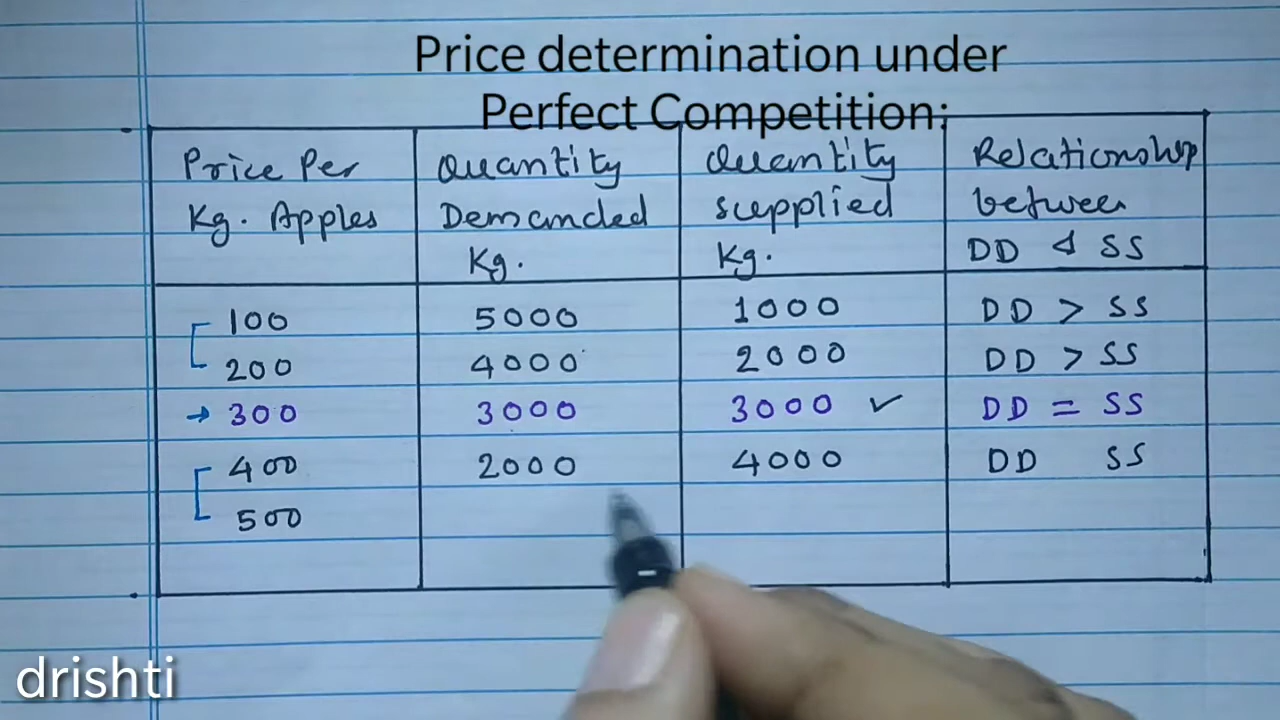 Price determination under
Perfect Competition:
Price Per
Kg. Apples
Quantity
Demanded
Kg.
Quantity
supplied
Kg.
Relationship
between
DD & SS
100 5000 1000 DD > SS
200 4000 2000 DD > SS
→ 300 3000 3000 ✓ DD = SS
400 2000 4000 DD SS
500
drishti